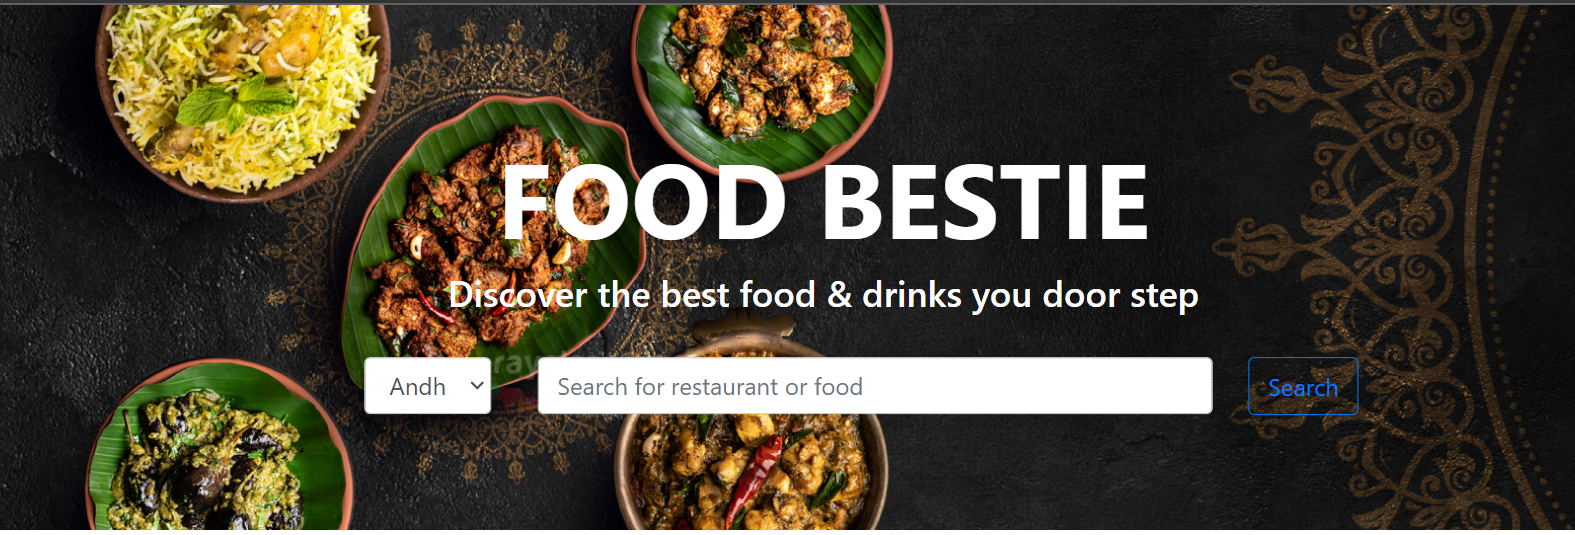 FOOD BESTIE
Discover the best food & drinks you door step
Andh Search for restaurant or food Search